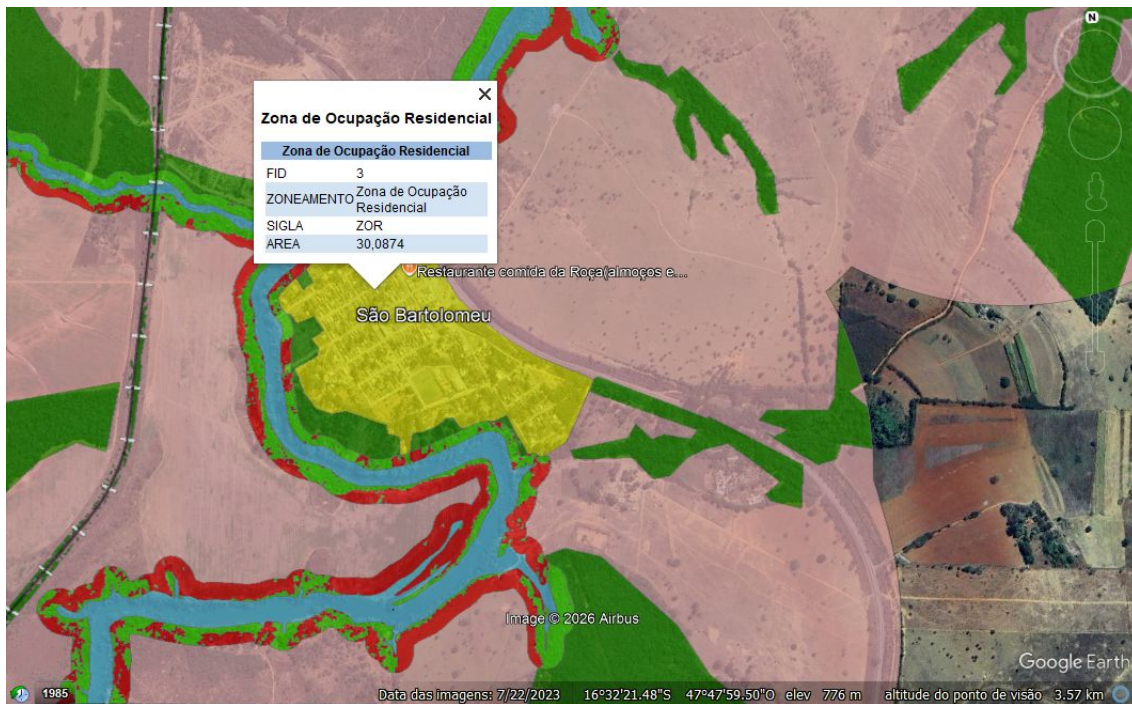 N
Zona de Ocupação Residencial
Zona de Ocupação Residencial
FID 3
ZONEAMENTO Zona de Ocupação
Residencial
SIGLA ZOR
AREA 30,0874
Restaurante comida da Roça(almoços e....
São Bartolomeu
Image © 2026 Airbus
Google Earth
1985
Data das imagens: 7/22/2023 16°32'21.48"S 47°47'59.50"O elev 776 m altitude do ponto de visão 3.57 km